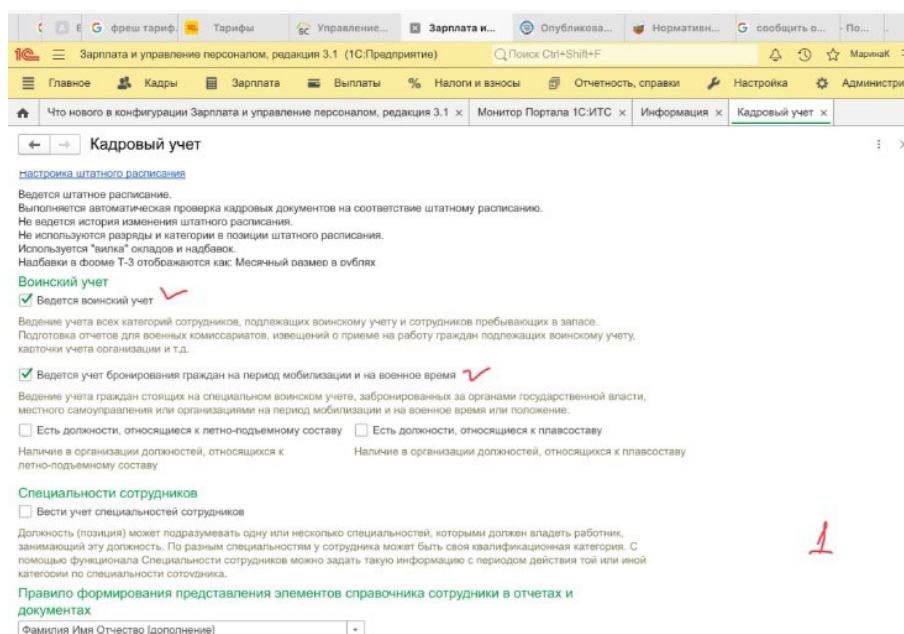 G фреш тариф.
Тарифы
Управление...
Зарплата и...
Опубликова...
Нормативн...
G сообщить о...
- По...
1С Зарплата и управление персоналом, редакция 3.1 (1С:Предприятие)
Поиск Ctrl+Shift+F
МаринаК
Главное Кадры Зарплата Выплаты % Налоги и взносы Отчетность, справки Настройка Администри
Что нового в конфигурации Зарплата и управление персоналом, редакция 3.1 × Монитор Портала 1С:ИТС × Информация × Кадровый учет ×
Кадровый учет
Настройка штатного расписания
Ведется штатное расписание.
Выполняется автоматическая проверка кадровых документов на соответствие штатному расписанию.
Не ведется история изменения штатного расписания.
Не используются разряды и категории в позиции штатного расписания.
Используется "вилка" окладов и надбавок.
Надбавки в форме Т-3 отображаются как: Месячный размер в рублях
Воинский учет
Ведется воинский учет
Ведение учета всех категорий сотрудников, подлежащих воинскому учету и сотрудников пребывающих в запасе.
Подготовка отчетов для военных комиссариатов, извещений о приеме на работу граждан подлежащих воинскому учету,
карточки учета организации и т.д.
Ведется учет бронирования граждан на период мобилизации и на военное время
Ведение учета граждан стоящих на специальном воинском учете, забронированных за органами государственной власти,
местного самоуправления или организациями на период мобилизации и на военное время или положение.
Есть должности, относящиеся к летно-подъемному составу Есть должности, относящиеся к плавсоставу
Наличие в организации должностей, относящихся к Наличие в организации должностей, относящихся к плавсоставу
летно-подъемному составу
Специальности сотрудников
Вести учет специальностей сотрудников
Должность (позиция) может подразумевать одну или несколько специальностей, которыми должен владеть работник,
занимающий эту должность. По разным специальностям у сотрудника может быть своя квалификационная категория. С
помощью функционала Специальности сотрудников можно задать такую информацию с периодом действия той или иной
категории по специальности сотрудника.
1
Правило формирования представления элементов справочника сотрудники в отчетах и
документах
Фамилия Имя Отчество [дополнение]